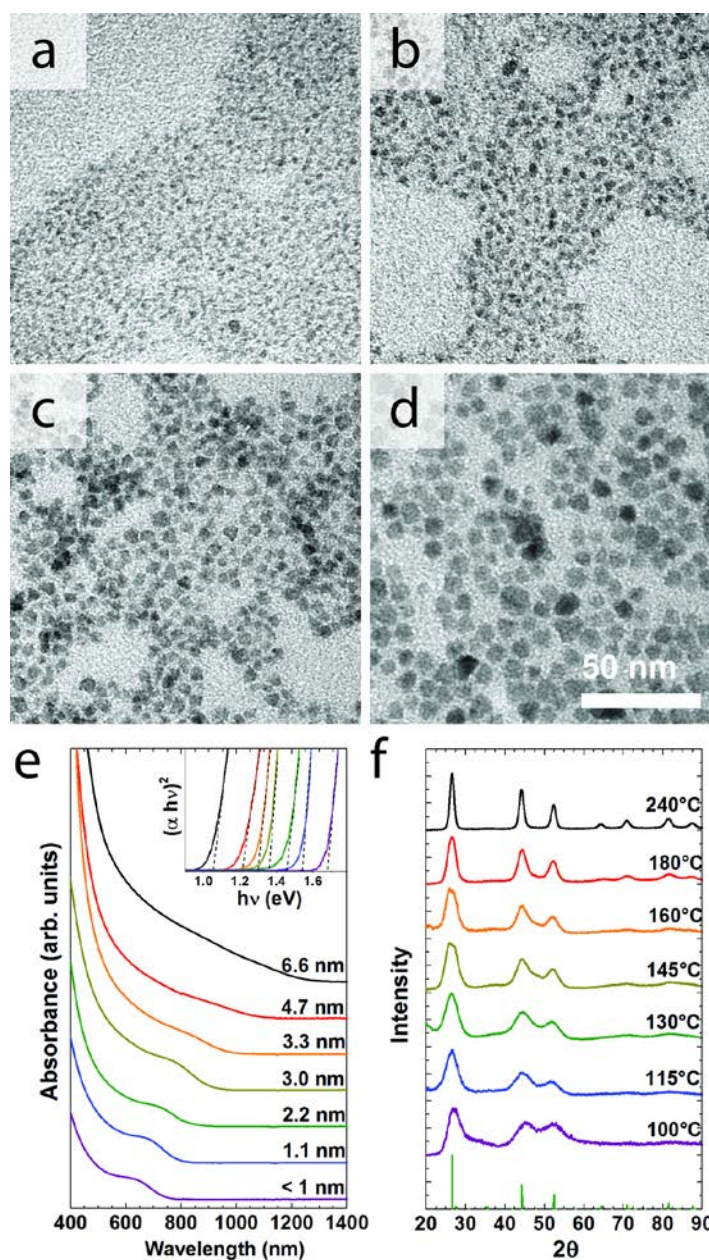 a
b
c
d
50 nm
e
f
Absorbance (arb. units)
(α hν)²
1.0 1.2 1.4 1.6
hν (eV)
6.6 nm
4.7 nm
3.3 nm
3.0 nm
2.2 nm
1.1 nm
< 1 nm
400 600 800 1000 1200 1400
Wavelength (nm)
Intensity
240°C
180°C
160°C
145°C
130°C
115°C
100°C
20 30 40 50 60 70 80 90
2θ